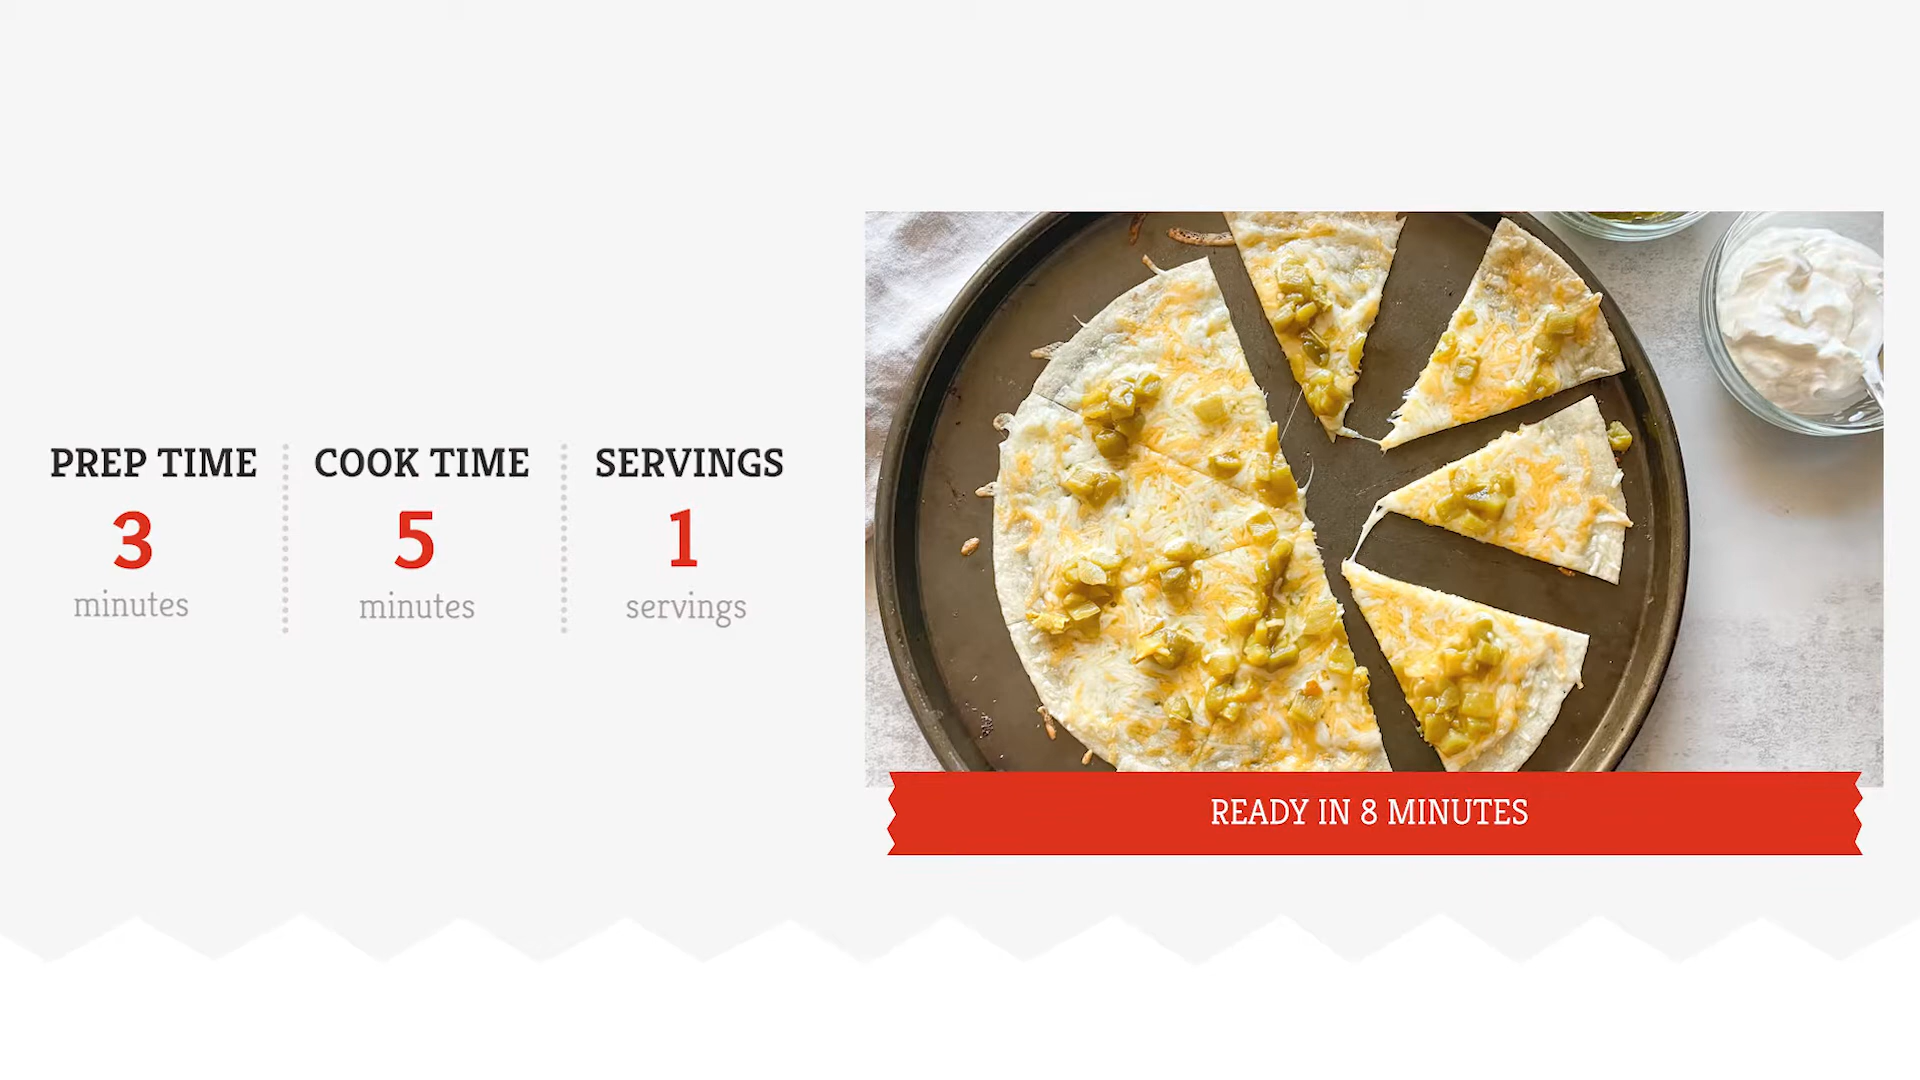 PREP TIME
3
minutes
COOK TIME
5
minutes
SERVINGS
1
servings
READY IN 8 MINUTES